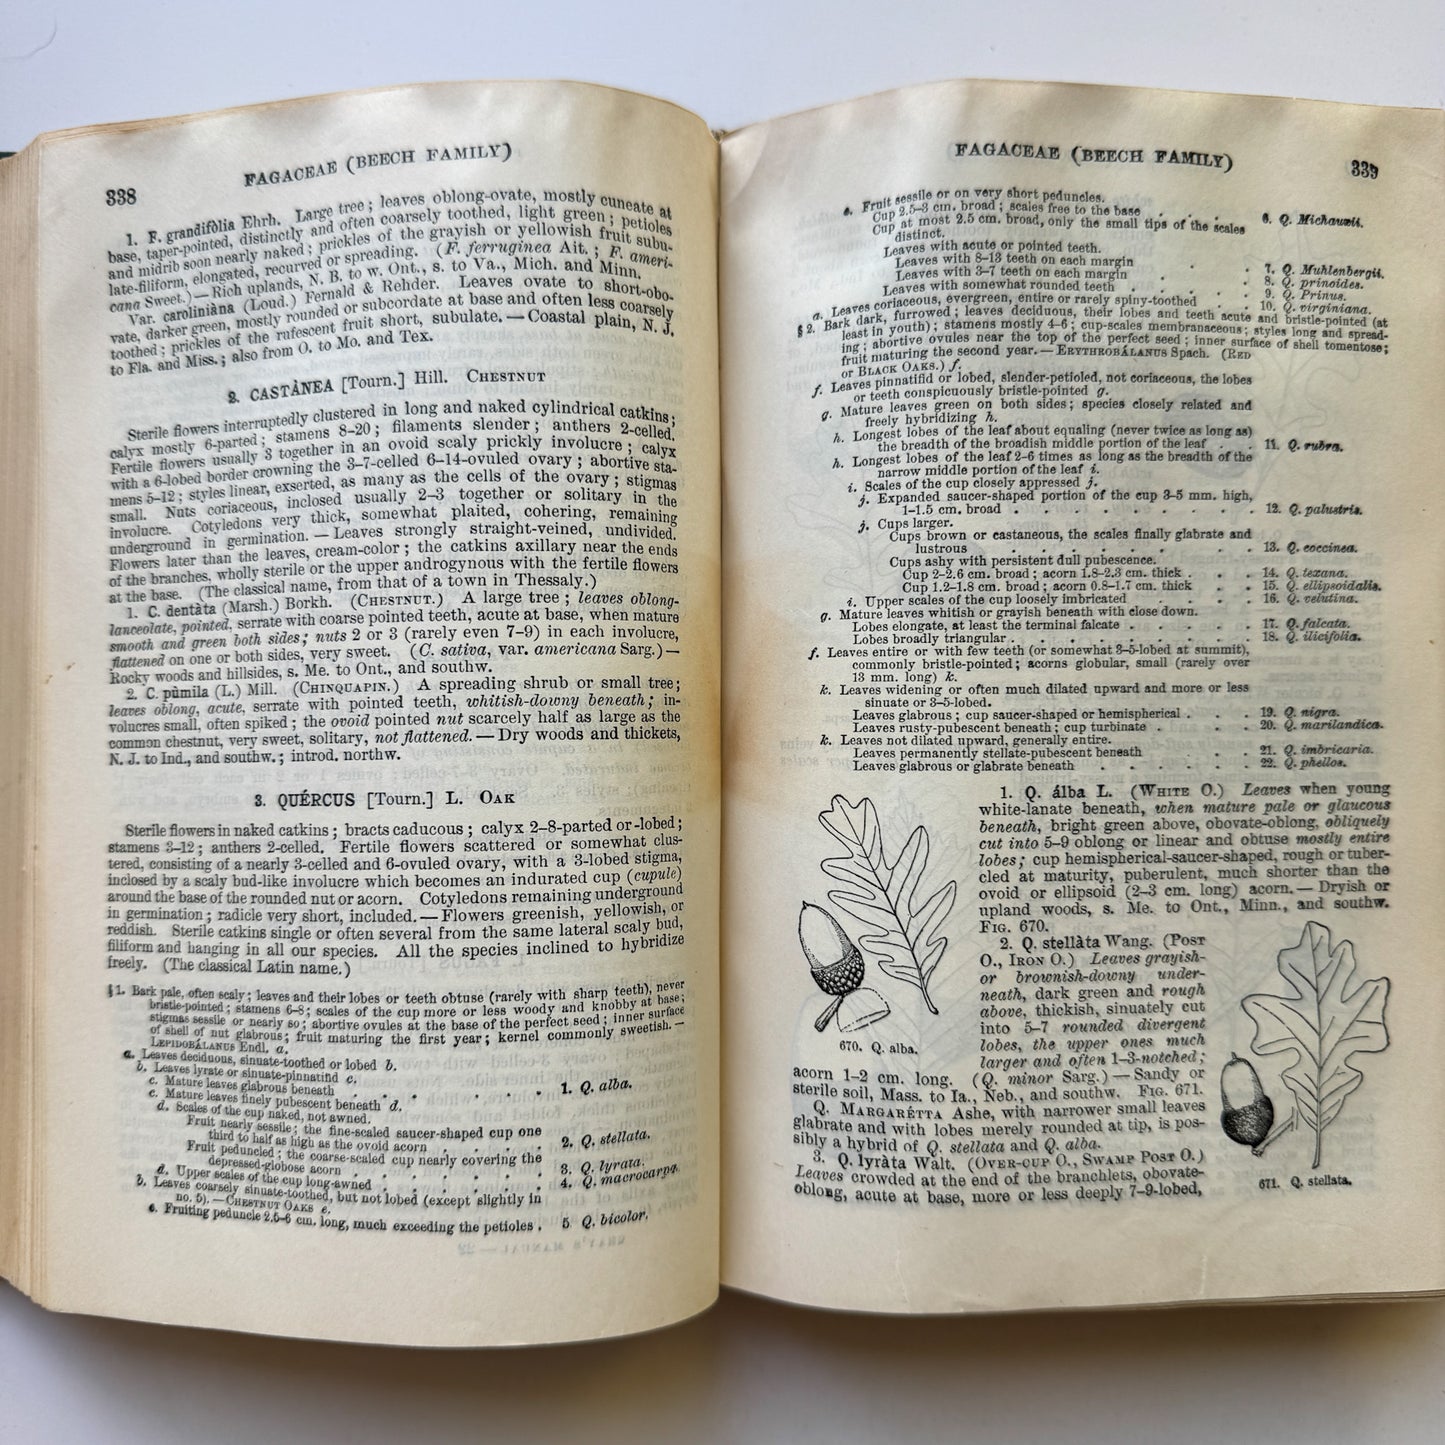 338
FAGACEAE (BEECH FAMILY)
1. F. grandifòlia Ehrh. Large tree; leaves oblong-ovate, mostly cuneate at
base, taper-pointed, distinctly and often coarsely toothed, light green; petioles
and midrib soon nearly naked; prickles of the grayish or yellowish fruit subu-
late-filiform, elongated, recurved or spreading. (F. ferruginea Ait.; F. ameri-
cana Sweet.) — Rich uplands, N. B. to w. Ont., s. to Va., Mich. and Minn.
Var. caroliniàna (Loud.) Fernald & Rehder. Leaves ovate to short-obo-
vate, darker green, mostly rounded or subcordate at base and often less coarsely
toothed; prickles of the rufescent fruit short, subulate. — Coastal plain, N. J.
to Fla. and Miss.; also from O. to Mo. and Tex.
2. CASTÀNEA [Tourn.] Hill. CHESTNUT
Sterile flowers interruptedly clustered in long and naked cylindrical catkins;
calyx mostly 6-parted; stamens 8–20; filaments slender; anthers 2-celled.
Fertile flowers usually 3 together in an ovoid scaly prickly involucre; calyx
with a 6-lobed border crowning the 3–7-celled 6–14-ovuled ovary; abortive sta-
mens 5–12; styles linear, exserted, as many as the cells of the ovary; stigmas
small. Nuts coriaceous, inclosed usually 2–3 together or solitary in the
involucre. Cotyledons very thick, somewhat plaited, cohering, remaining
underground in germination. — Leaves strongly straight-veined, undivided.
Flowers later than the leaves, cream-color; the catkins axillary near the ends
of the branches, wholly sterile or the upper androgynous with the fertile flowers
at the base. (The classical name, from that of a town in Thessaly.)
1. C. dentàta (Marsh.) Borkh. (CHESTNUT.) A large tree; leaves oblong-
lanceolate, pointed, serrate with coarse pointed teeth, acute at base, when mature
smooth and green both sides; nuts 2 or 3 (rarely even 7–9) in each involucre,
flattened on one or both sides, very sweet. (C. sativa, var. americana Sarg.) —
Rocky woods and hillsides, s. Me. to Ont., and southw.
2. C. pùmila (L.) Mill. (CHINQUAPIN.) A spreading shrub or small tree;
leaves oblong, acute, serrate with pointed teeth, whitish-downy beneath; in-
volucres small, often spiked; the ovoid pointed nut scarcely half as large as the
common chestnut, very sweet, solitary, not flattened. — Dry woods and thickets,
N. J. to Ind., and southw.; introd. northw.
3. QUÉRCUS [Tourn.] L. OAK
Sterile flowers in naked catkins; bracts caducous; calyx 2–8-parted or -lobed;
stamens 3–12; anthers 2-celled. Fertile flowers scattered or somewhat clus-
tered, consisting of a nearly 3-celled and 6-ovuled ovary, with a 3-lobed stigma,
inclosed by a scaly bud-like involucre which becomes an indurated cup (cupule)
around the base of the rounded nut or acorn. Cotyledons remaining underground
in germination; radicle very short, included. — Flowers greenish, yellowish, or
reddish. Sterile catkins single or often several from the same lateral scaly bud,
filiform and hanging in all our species. All the species inclined to hybridize
freely. (The classical Latin name.)
§ 1. Bark pale, often scaly; leaves and their lobes or teeth obtuse (rarely with sharp teeth), never
bristle-pointed; stamens 6–8; scales of the cup more or less woody and knobby at base;
stigmas sessile or nearly so; abortive ovules at the base of the perfect seed; inner surface
of shell of nut glabrous; fruit maturing the first year; kernel commonly sweetish. —
LEPIDOBÁLANUS Endl. a.
a. Leaves deciduous, sinuate-toothed or lobed b.
b. Leaves lyrate or sinuate-pinnatifid c.
c. Mature leaves glabrous beneath . . . . . . 1. Q. alba.
c. Mature leaves finely pubescent beneath d.
d. Scales of the cup naked, not awned.
Fruit nearly sessile; the fine-scaled saucer-shaped cup one
third to half as high as the ovoid acorn . . . . 2. Q. stellata.
Fruit peduncled; the coarse-scaled cup nearly covering the
depressed-globose acorn . . . . . . 3. Q. lyrata.
d. Upper scales of the cup long-awned . . . . . 4. Q. macrocarpa.
b. Leaves coarsely sinuate-toothed, but not lobed (except slightly in
no. 5). — CHESTNUT OAKS e.
e. Fruiting peduncle 2.5–6 cm. long, much exceeding the petioles . 5. Q. bicolor.
FAGACEAE (BEECH FAMILY)
339
e. Fruit sessile or on very short peduncles.
Cup 2.5–3 cm. broad; scales free to the base . . . 6. Q. Michauxii.
Cup at most 2.5 cm. broad, only the small tips of the scales
distinct.
Leaves with acute or pointed teeth.
Leaves with 8–13 teeth on each margin . 7. Q. Muhlenbergii.
Leaves with 3–7 teeth on each margin . . . 8. Q. prinoides.
Leaves with somewhat rounded teeth . . . . 9. Q. Prinus.
a. Leaves coriaceous, evergreen, entire or rarely spiny-toothed . . 10. Q. virginiana.
§ 2. Bark dark, furrowed; leaves deciduous, their lobes and teeth acute and bristle-pointed (at
least in youth); stamens mostly 4–6; cup-scales membranaceous; styles long and spread-
ing; abortive ovules near the top of the perfect seed; inner surface of shell tomentose;
fruit maturing the second year. — ERYTHROBÁLANUS Spach. (RED
or BLACK OAKS.) f.
f. Leaves pinnatifid or lobed, slender-petioled, not coriaceous, the lobes
or teeth conspicuously bristle-pointed g.
g. Mature leaves green on both sides; species closely related and
freely hybridizing h.
h. Longest lobes of the leaf about equaling (never twice as long as)
the breadth of the broadish middle portion of the leaf . . 11. Q. rubra.
h. Longest lobes of the leaf 2–6 times as long as the breadth of the
narrow middle portion of the leaf i.
i. Scales of the cup closely appressed j.
j. Expanded saucer-shaped portion of the cup 3–5 mm. high,
1–1.5 cm. broad . . . . . . . . . 12. Q. palustris.
j. Cups larger.
Cups brown or castaneous, the scales finally glabrate and
lustrous . . . . . . . . 13. Q. coccinea.
Cups ashy with persistent dull pubescence.
Cup 2–2.6 cm. broad; acorn 1.8–2.3 cm. thick . . . 14. Q. texana.
Cup 1.2–1.8 cm. broad; acorn 0.8–1.7 cm. thick . . 15. Q. ellipsoidalis.
i. Upper scales of the cup loosely imbricated . . . . 16. Q. velutina.
g. Mature leaves whitish or grayish beneath with close down.
Lobes elongate, at least the terminal falcate . . . . . 17. Q. falcata.
Lobes broadly triangular . . . . . . . . 18. Q. ilicifolia.
f. Leaves entire or with few teeth (or somewhat 3–5-lobed at summit),
commonly bristle-pointed; acorns globular, small (rarely over
13 mm. long) k.
k. Leaves widening or often much dilated upward and more or less
sinuate or 3–5-lobed.
Leaves glabrous; cup saucer-shaped or hemispherical . . . 19. Q. nigra.
Leaves rusty-pubescent beneath; cup turbinate . . . . 20. Q. marilandica.
k. Leaves not dilated upward, generally entire.
Leaves permanently stellate-pubescent beneath . . . 21. Q. imbricaria.
Leaves glabrous or glabrate beneath . . . . . 22. Q. phellos.
1. Q. álba L. (WHITE O.) Leaves when young
white-lanate beneath, when mature pale or glaucous
beneath, bright green above, obovate-oblong, obliquely
cut into 5–9 oblong or linear and obtuse mostly entire
lobes; cup hemispherical-saucer-shaped, rough or tuber-
cled at maturity, puberulent, much shorter than the
ovoid or ellipsoid (2–3 cm. long) acorn. — Dryish or
upland woods, s. Me. to Ont., Minn., and southw.
FIG. 670.
670. Q. alba.
2. Q. stellàta Wang. (POST
O., IRON O.) Leaves grayish-
or brownish-downy under-
neath, dark green and rough
above, thickish, sinuately cut
into 5–7 rounded divergent
lobes, the upper ones much
larger and often 1–3-notched;
acorn 1–2 cm. long. (Q. minor Sarg.) — Sandy or
sterile soil, Mass. to Ia., Neb., and southw. FIG. 671.
Q. MARGARÉTTA Ashe, with narrower small leaves
glabrate and with lobes merely rounded at tip, is pos-
sibly a hybrid of Q. stellata and Q. alba.
3. Q. lyràta Walt. (OVER-CUP O., SWAMP POST O.)
Leaves crowded at the end of the branchlets, obovate-
oblong, acute at base, more or less deeply 7–9-lobed,
671. Q. stellata.